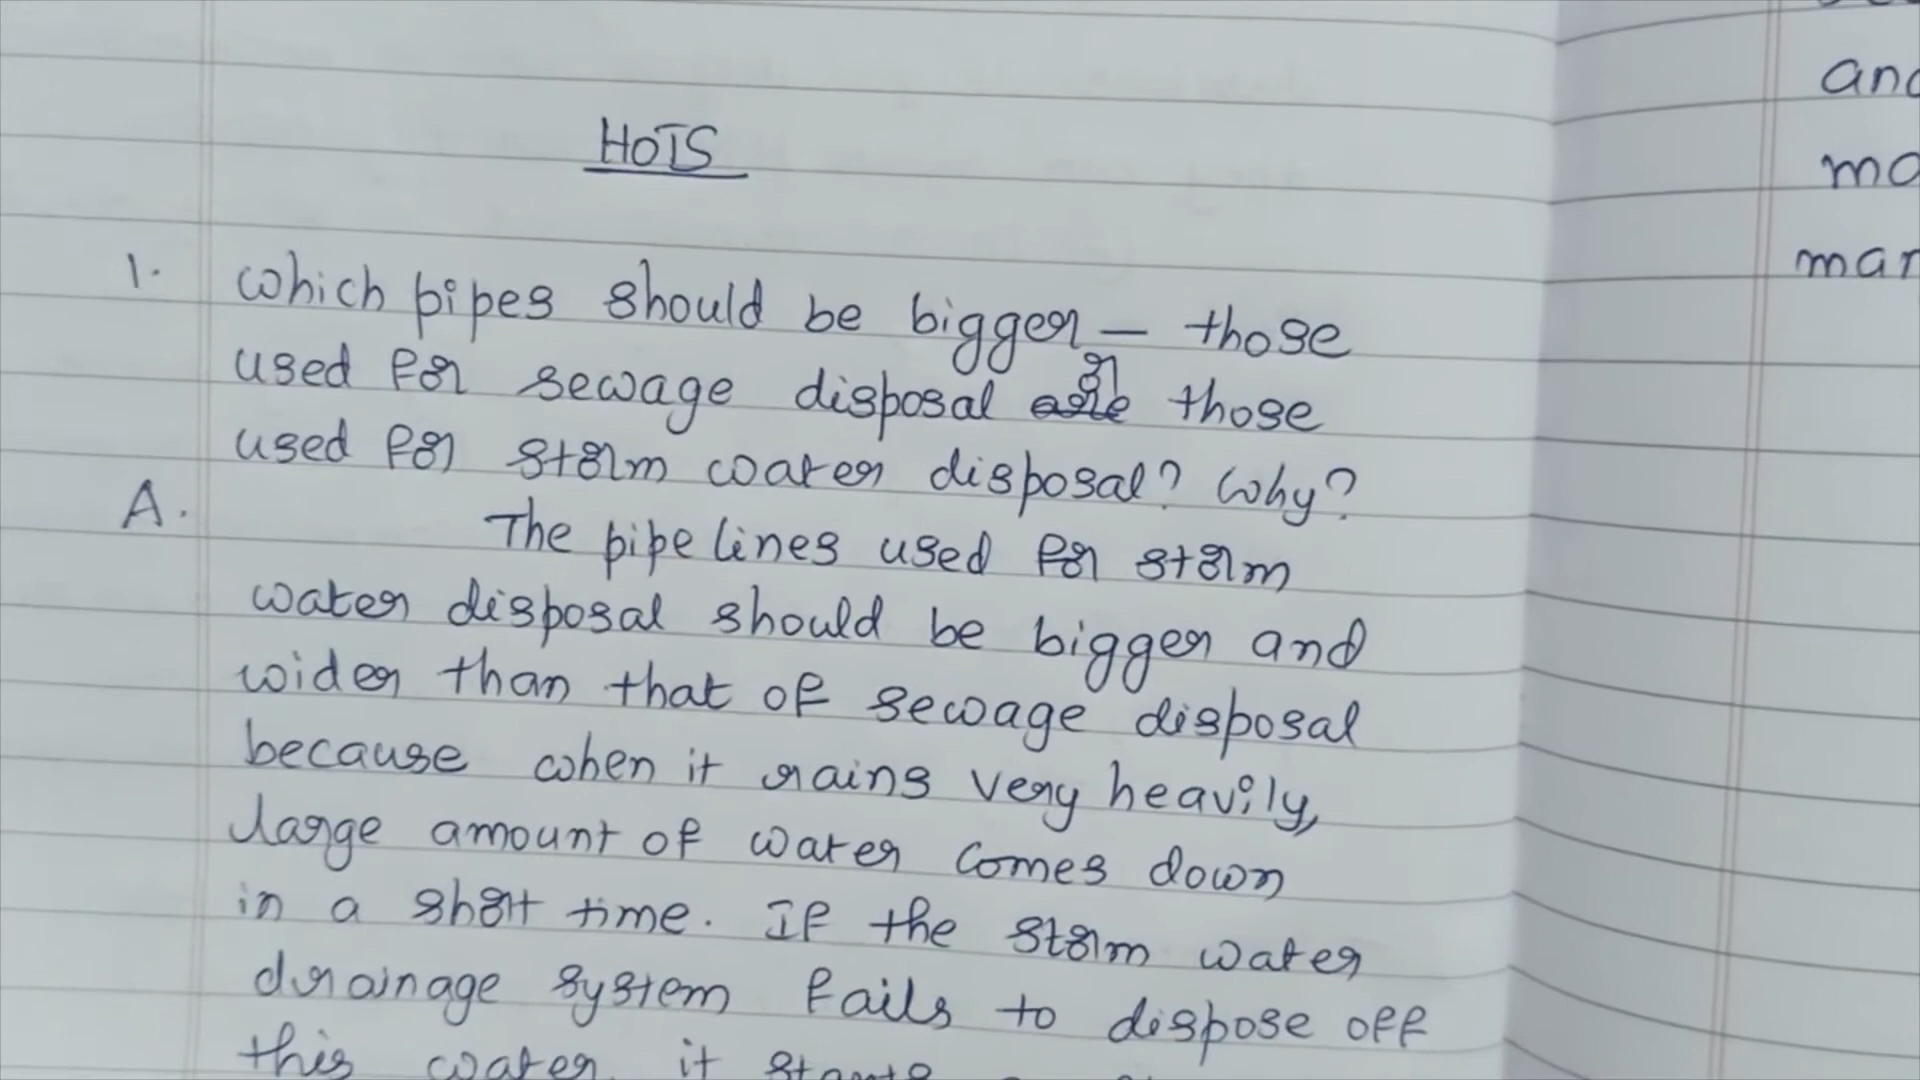 HOTS
1. Which pipes should be bigger – those
used for sewage disposal or those
used for storm water disposal? Why?
A. The pipe lines used for storm
water disposal should be bigger and
wider than that of sewage disposal
because when it rains very heavily,
large amount of water comes down
in a short time. If the storm water
drainage system fails to dispose off
this water, it starts
and